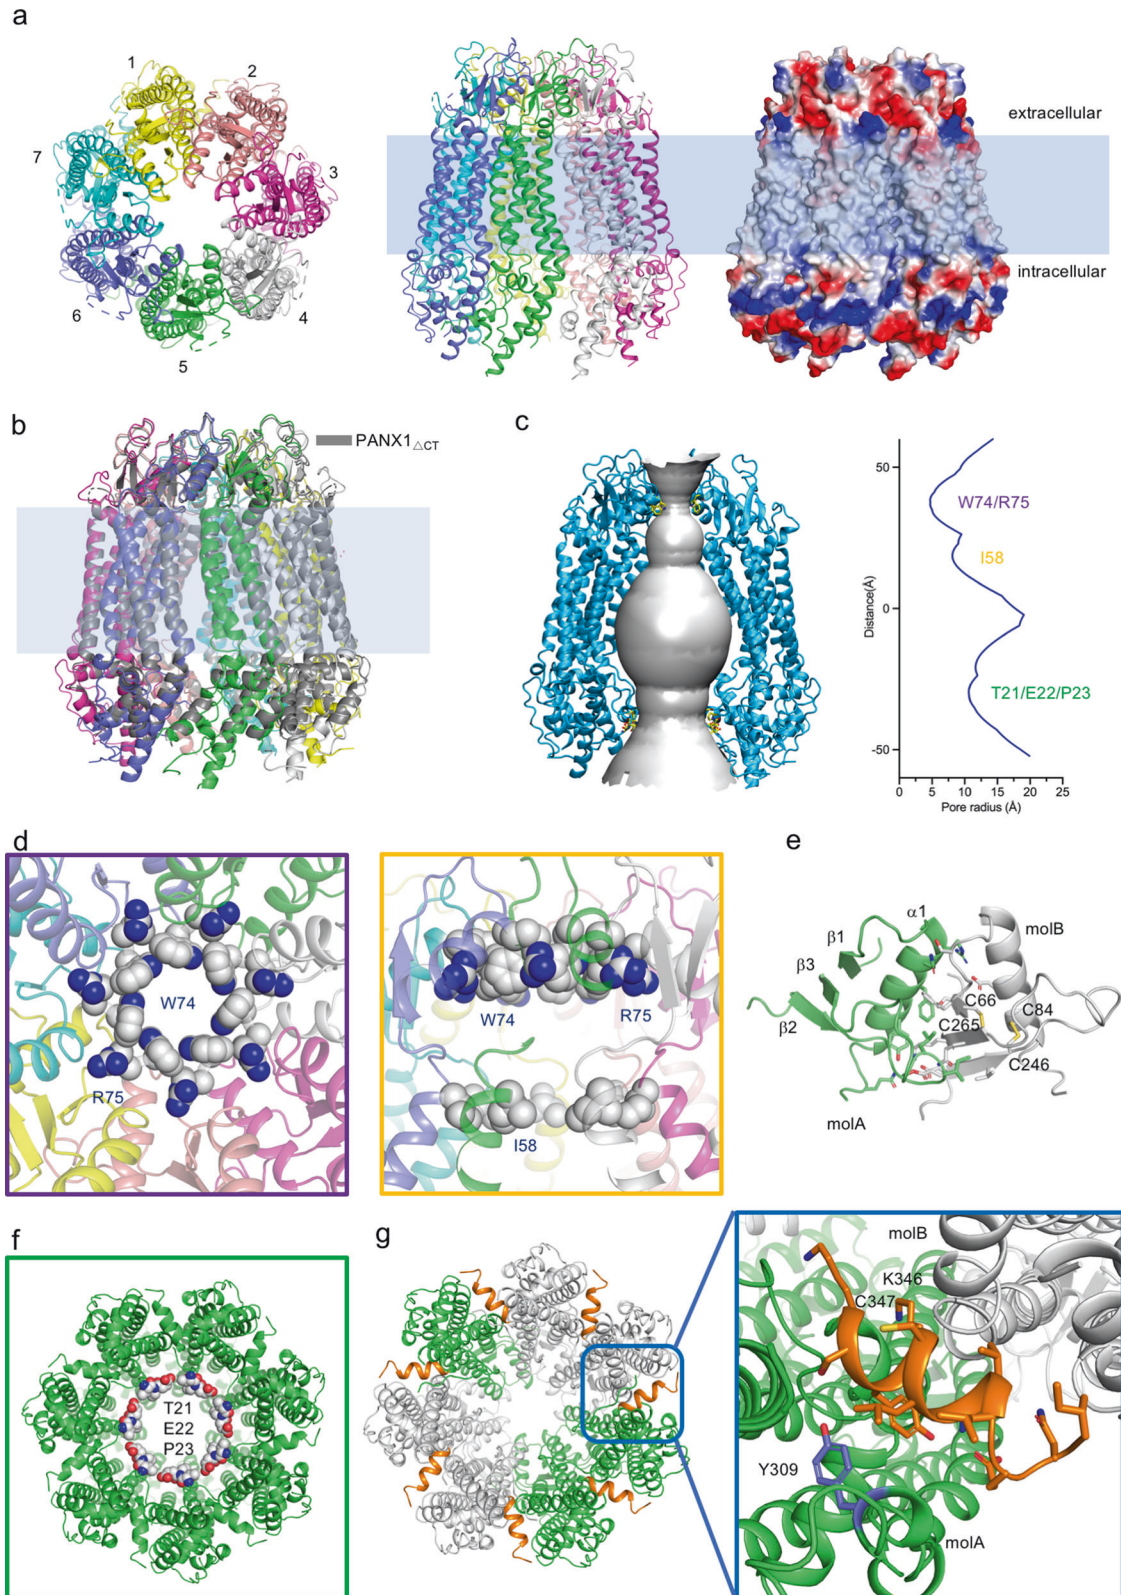 a
1
2
3
4
5
6
7
extracellular
intracellular
b
PANX1△CT
c
50
0
-50
Distance(Å)
W74/R75
I58
T21/E22/P23
0
5
10
15
20
25
Pore radius (Å)
d
W74
R75
W74
R75
I58
e
α1
β1
β3
β2
molB
C66
C84
C265
C246
molA
f
T21
E22
P23
g
molB
K346
C347
Y309
molA